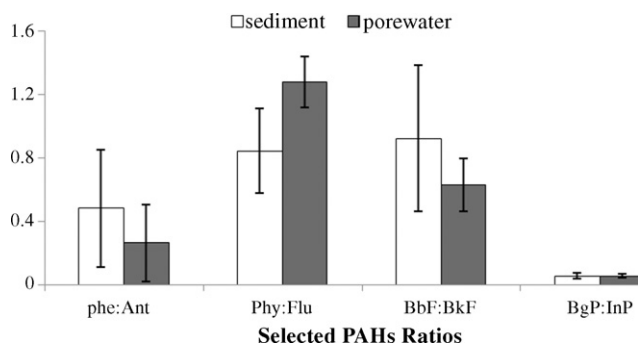 sediment porewater
1.6
1.2
0.8
0.4
0
phe:Ant Phy:Flu BbF:BkF BgP:InP
Selected PAHs Ratios